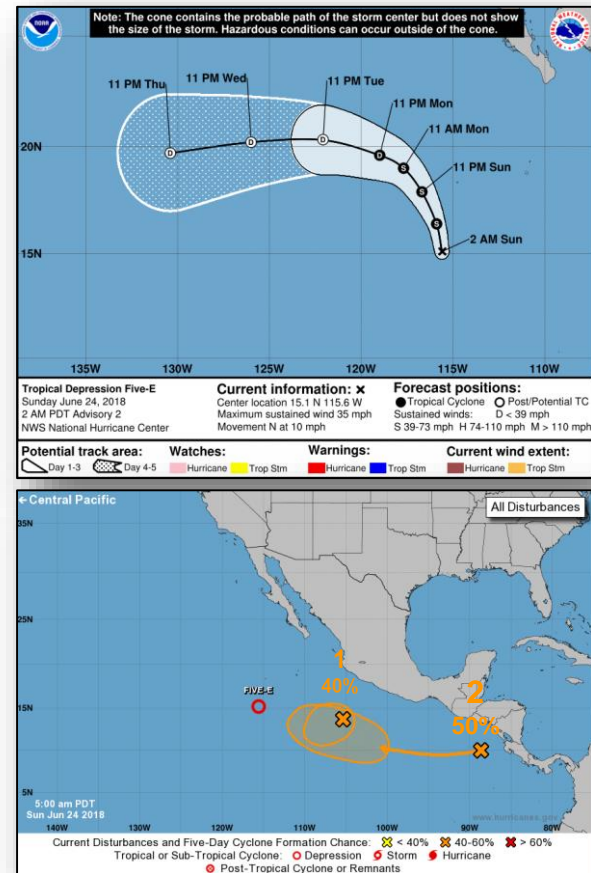 Note: The cone contains the probable path of the storm center but does not show
the size of the storm. Hazardous conditions can occur outside of the cone.
NOAA
11 PM Thu
11 PM Wed
11 PM Tue
11 PM Mon
11 AM Mon
11 PM Sun
2 AM Sun
D D D D S S S
20N
15N
135W 130W 125W 120W 115W 110W
Tropical Depression Five-E
Sunday June 24, 2018
2 AM PDT Advisory 2
NWS National Hurricane Center
Current information: x
Center location 15.1 N 115.6 W
Maximum sustained wind 35 mph
Movement N at 10 mph
Forecast positions:
Tropical Cyclone Post/Potential TC
Sustained winds: D < 39 mph
S 39-73 mph H 74-110 mph M > 110 mph
Potential track area:
Day 1-3 Day 4-5
Watches:
Hurricane Trop Stm
Warnings:
Hurricane Trop Stm
Current wind extent:
Hurricane Trop Stm
← Central Pacific
All Disturbances
35N
25N
15N
5N
1
40%
2
50%
FIVE-E
5:00 am PDT
Sun Jun 24 2018
www.hurricanes.gov
140W 130W 120W 110W 100W 90W 80W
Current Disturbances and Five-Day Cyclone Formation Chance: < 40% 40-60% > 60%
Tropical or Sub-Tropical Cyclone: Depression Storm Hurricane
Post-Tropical Cyclone or Remnants